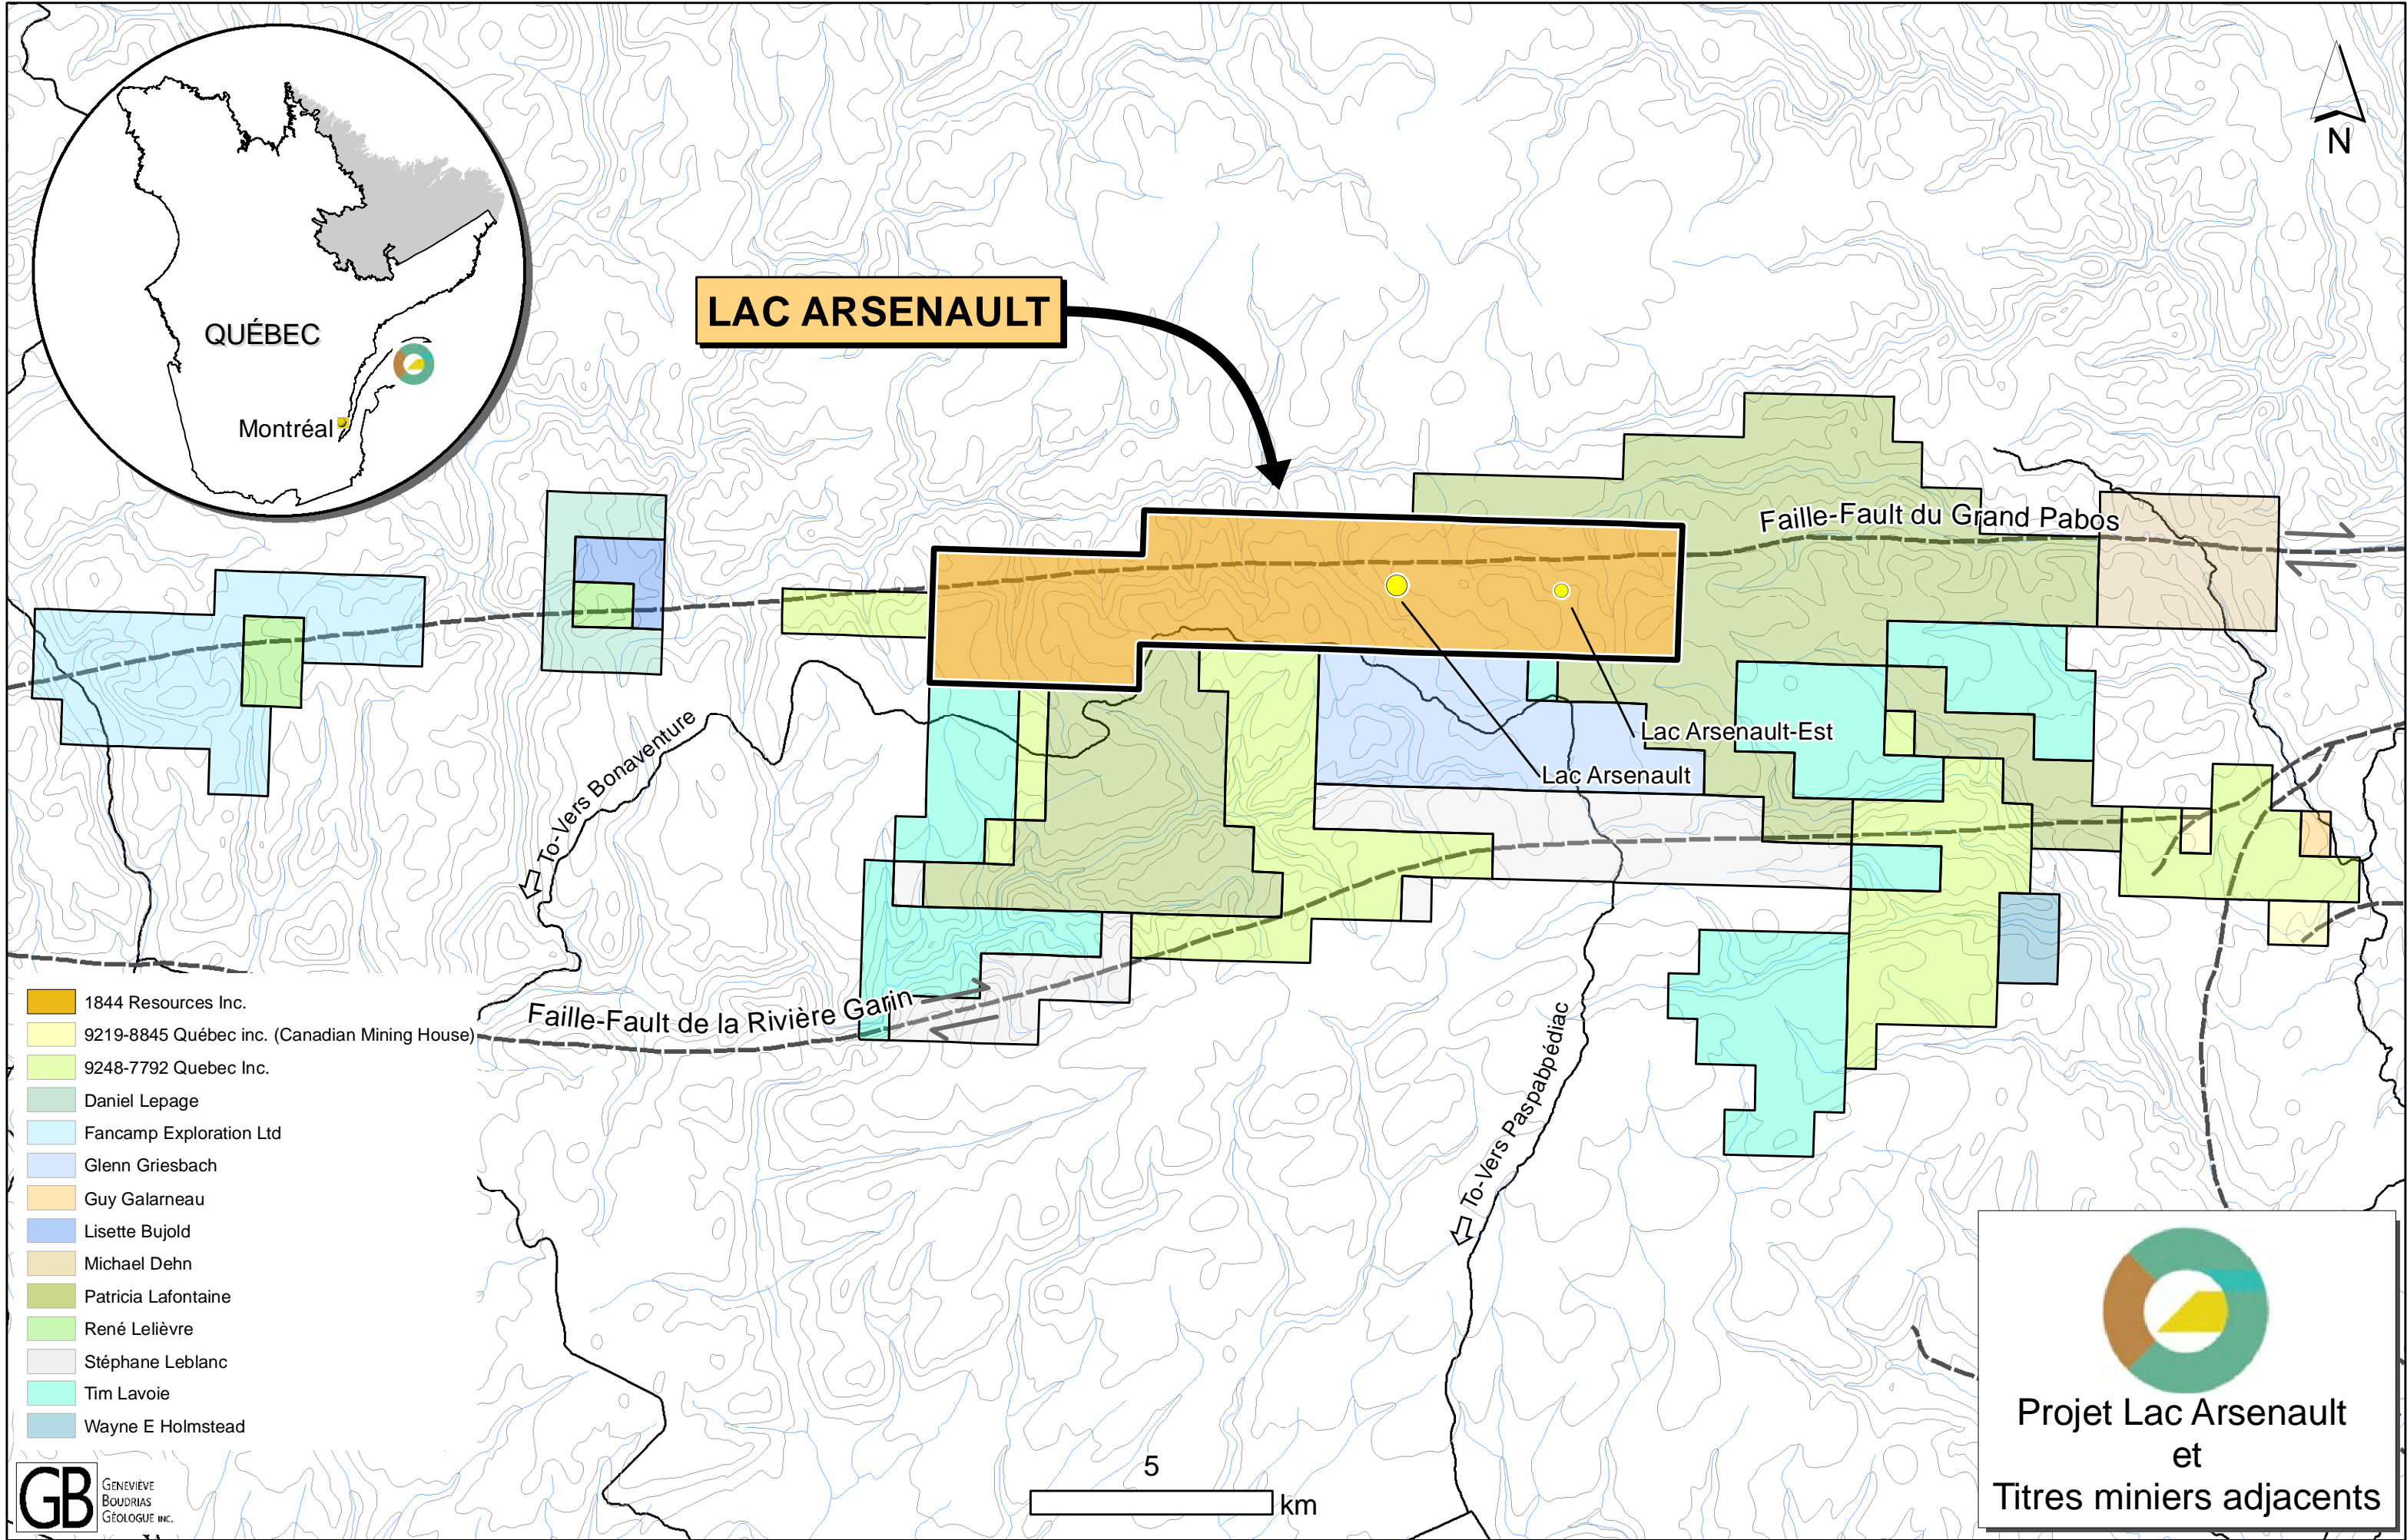 QUÉBEC
Montréal
N
LAC ARSENAULT
Faille-Fault du Grand Pabos
Lac Arsenault-Est
Lac Arsenault
To-Vers Bonaventure
Faille-Fault de la Rivière Garin
To-Vers Paspabpédiac
1844 Resources Inc.
9219-8845 Québec inc. (Canadian Mining House)
9248-7792 Quebec Inc.
Daniel Lepage
Fancamp Exploration Ltd
Glenn Griesbach
Guy Galarneau
Lisette Bujold
Michael Dehn
Patricia Lafontaine
René Lelièvre
Stéphane Leblanc
Tim Lavoie
Wayne E Holmstead
GB
GENEVIÈVE
BOUDRIAS
GÉOLOGUE INC.
5
km
Projet Lac Arsenault
et
Titres miniers adjacents